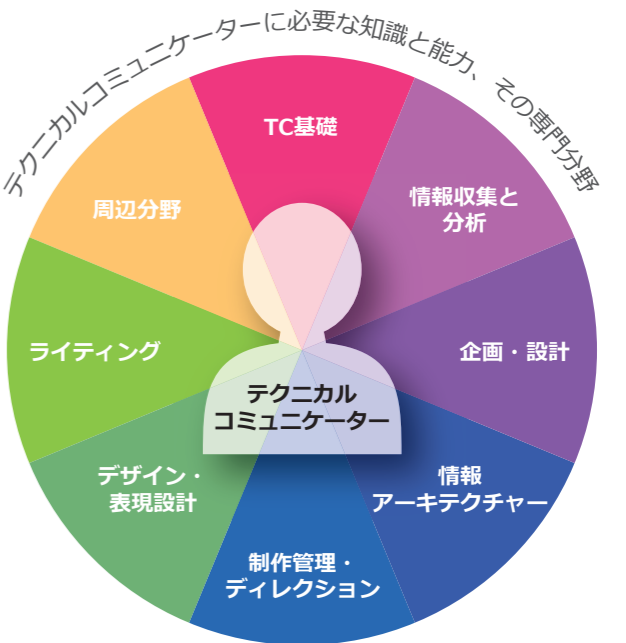 テクニカルコミュニケーターに必要な知識と能力、その専門分野
TC基礎
情報収集と
分析
企画・設計
情報
アーキテクチャー
制作管理・
ディレクション
デザイン・
表現設計
ライティング
周辺分野
テクニカル
コミュニケーター